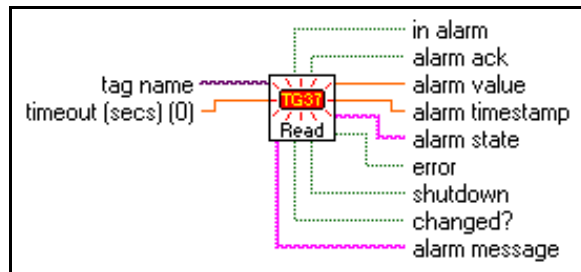 in alarm
alarm ack
tag name
alarm value
timeout (secs) (0)
TG37
alarm timestamp
alarm state
Read
error
shutdown
changed?
alarm message